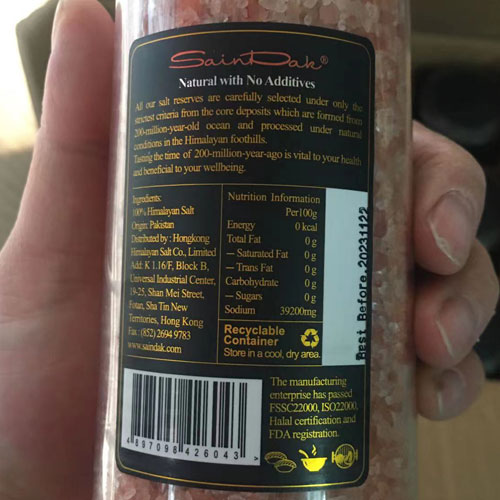 SainDak®
Natural with No Additives
All our salt reserves are carefully selected under only the
strictest criteria from the core deposits which are formed from
200-million-year-old ocean and processed under natural
conditions in the Himalayan foothills.
Tasting the time of 200-million-year-ago is vital to your health
and beneficial to your wellbeing.
Ingredients:
100% Himalayan Salt
Origin: Pakistan
Distributed by : Hongkong
Himalayan Salt Co., Limited
Add: K 1.16/F, Block B,
Universal Industrial Center,
19-25, Shan Mei Street,
Fotan, Sha Tin New
Territories, Hong Kong
Fax : (852) 2694 9783
www.saindak.com
Nutrition Information
Per100g
Energy 0 kcal
Total Fat 0 g
— Saturated Fat 0 g
— Trans Fat 0 g
Carbohydrate 0 g
— Sugars 0 g
Sodium 39200mg
Recyclable
Container
Store in a cool, dry area.
Best Before 20231122
4 897098 426043 >
The manufacturing
enterprise has passed
FSSC22000, ISO22000,
Halal certification and
FDA registration.